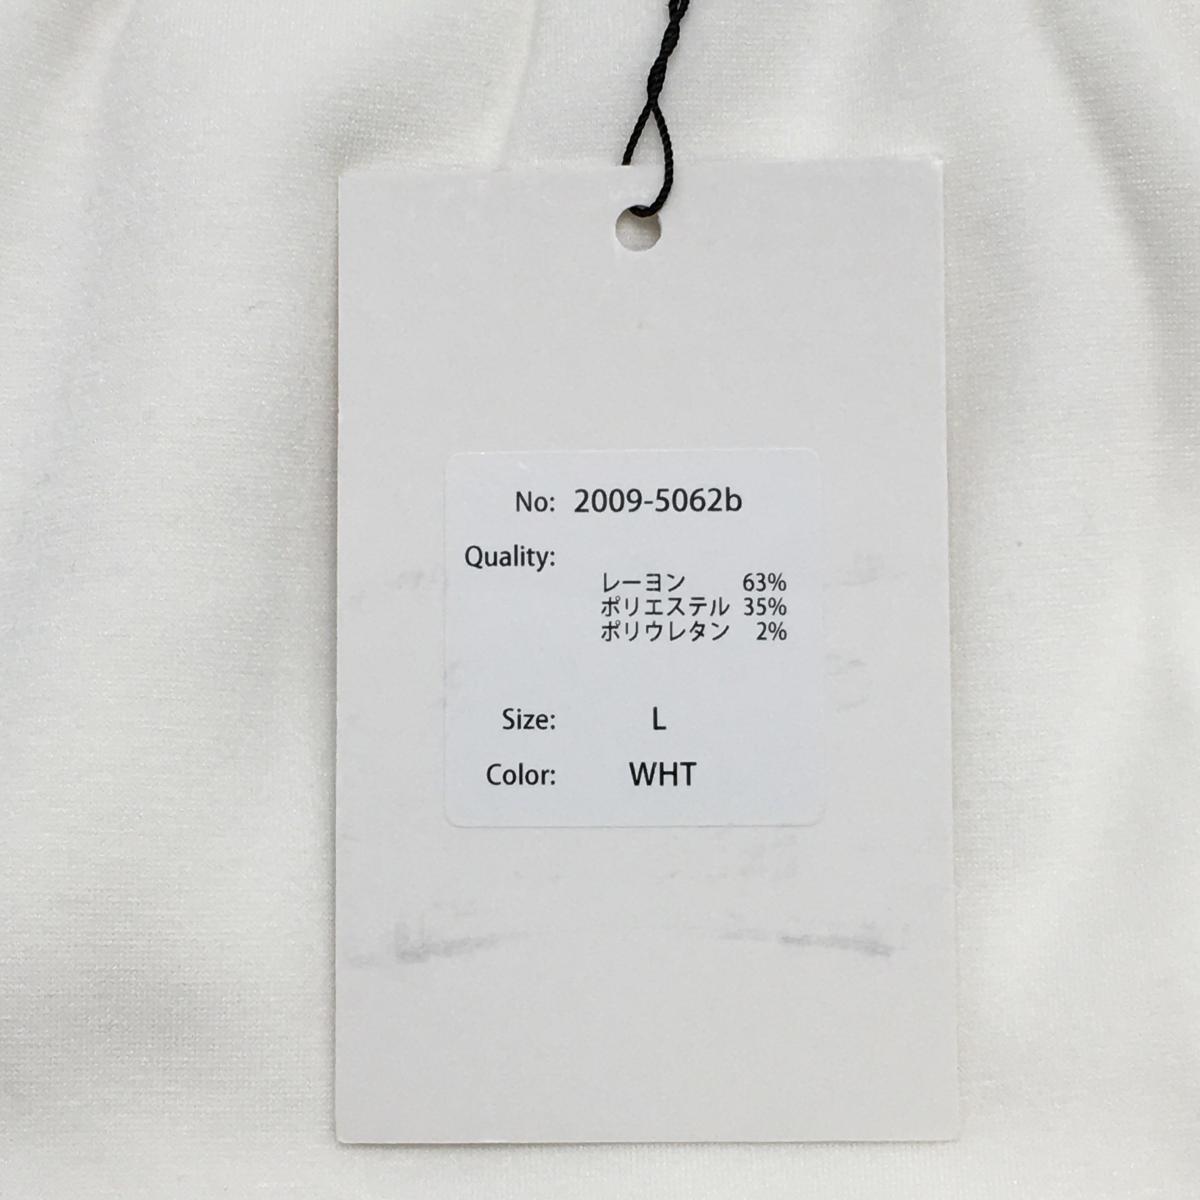 No: 2009-5062b
Quality:
レーヨン 63%
ポリエステル 35%
ポリウレタン 2%
Size: L
Color: WHT